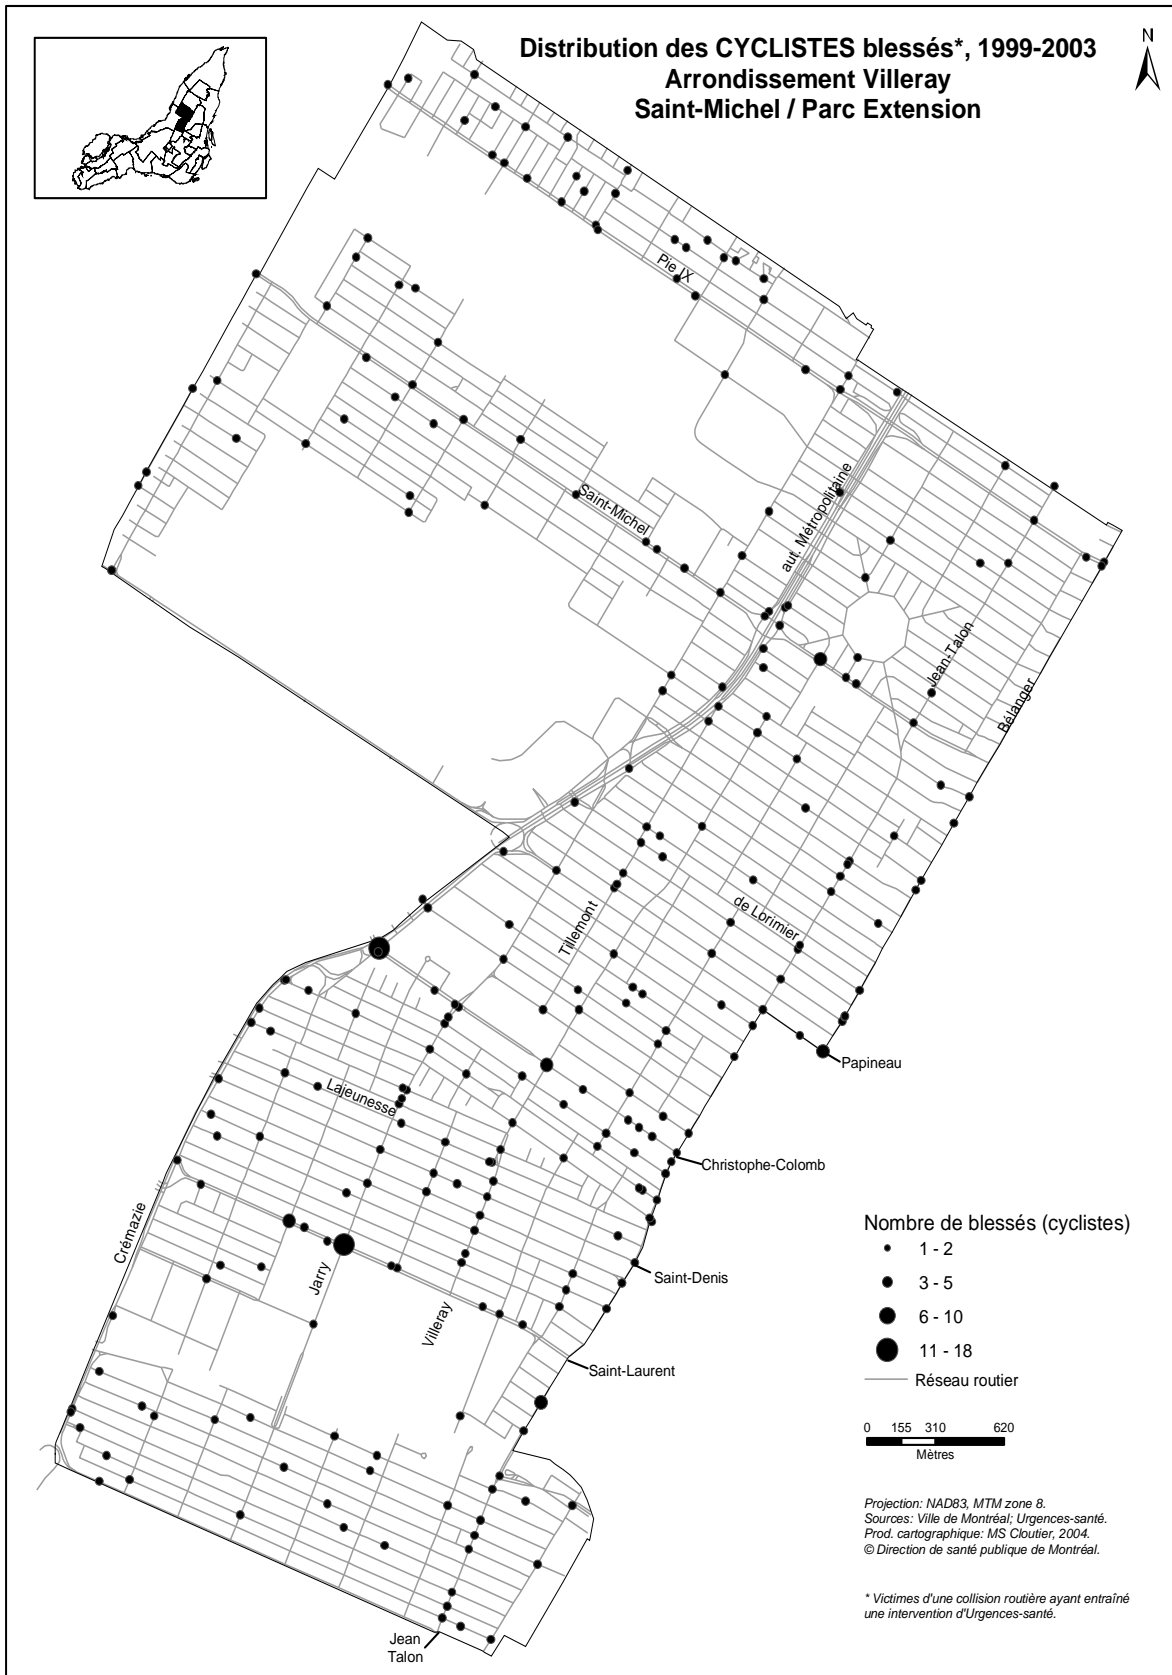 Distribution des CYCLISTES blessés*, 1999-2003
Arrondissement Villeray
Saint-Michel / Parc Extension
N
Pie IX
Saint-Michel
aut. Métropolitaine
Jean-Talon
Bélanger
de Lorimier
Tillemont
Papineau
Lajeunesse
Christophe-Colomb
Crémazie
Jarry
Villeray
Saint-Denis
Saint-Laurent
Jean
Talon
Nombre de blessés (cyclistes)
1 - 2
3 - 5
6 - 10
11 - 18
Réseau routier
0 155 310 620
Mètres
Projection: NAD83, MTM zone 8.
Sources: Ville de Montréal; Urgences-santé.
Prod. cartographique: MS Cloutier, 2004.
© Direction de santé publique de Montréal.
* Victimes d'une collision routière ayant entraîné
une intervention d'Urgences-santé.